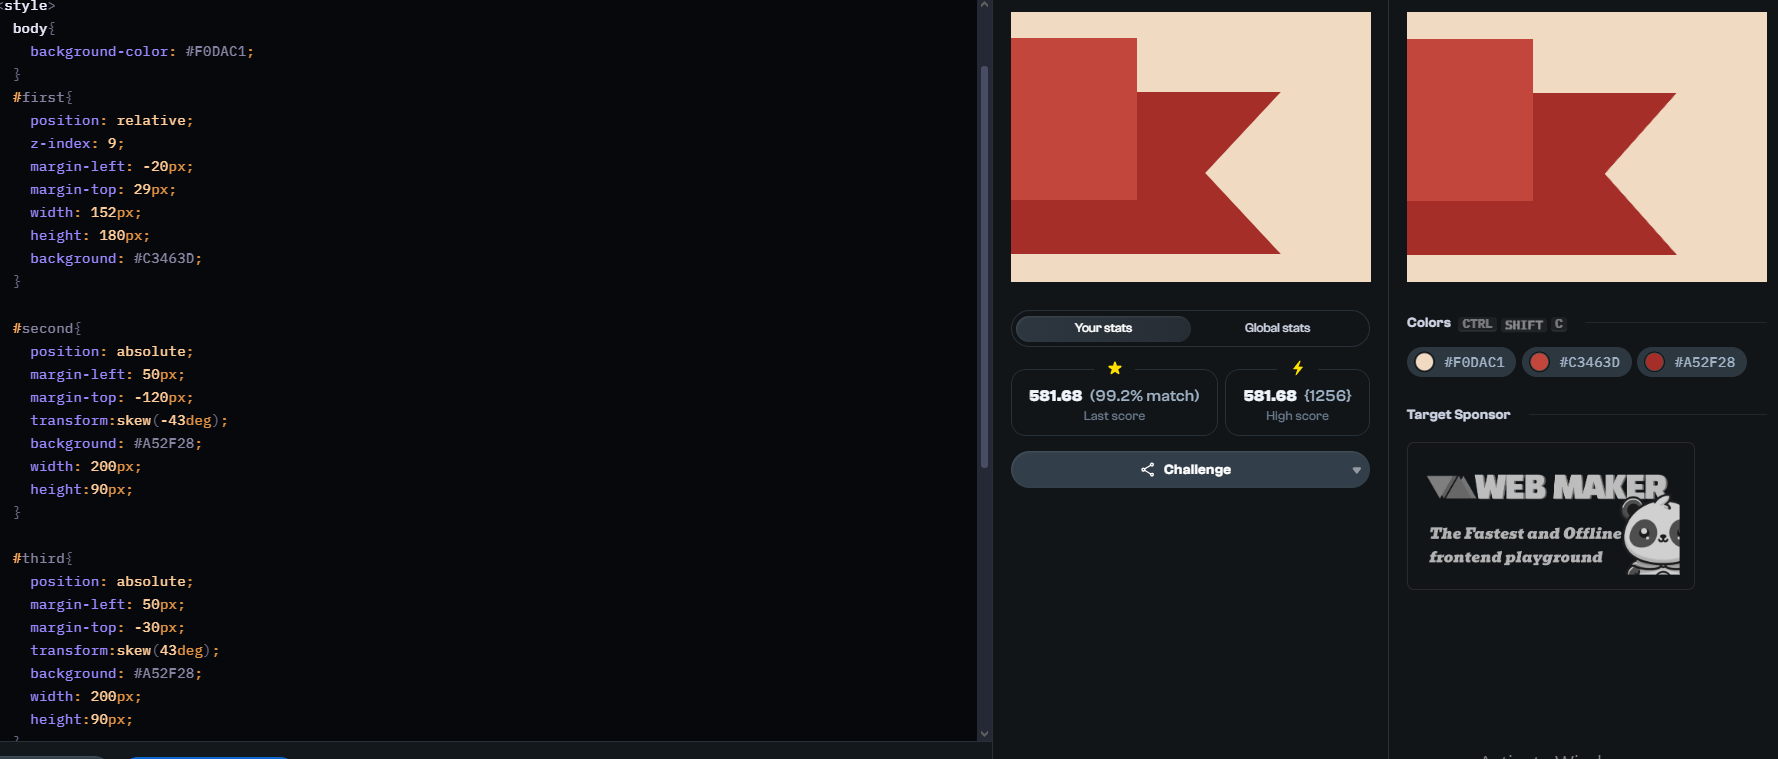 <style>
body{
background-color: #F0DAC1;
}
#first{
position: relative;
z-index: 9;
margin-left: -20px;
margin-top: 29px;
width: 152px;
height: 180px;
background: #C3463D;
}
#second{
position: absolute;
margin-left: 50px;
margin-top: -120px;
transform:skew(-43deg);
background: #A52F28;
width: 200px;
height:90px;
}
#third{
position: absolute;
margin-left: 50px;
margin-top: -30px;
transform:skew(43deg);
background: #A52F28;
width: 200px;
height:90px;
}
Your stats
Global stats
581.68 (99.2% match)
Last score
581.68 {1256}
High score
Challenge
Colors CTRL SHIFT C
#F0DAC1 #C3463D #A52F28
Target Sponsor
WEB MAKER
The Fastest and Offline
frontend playground